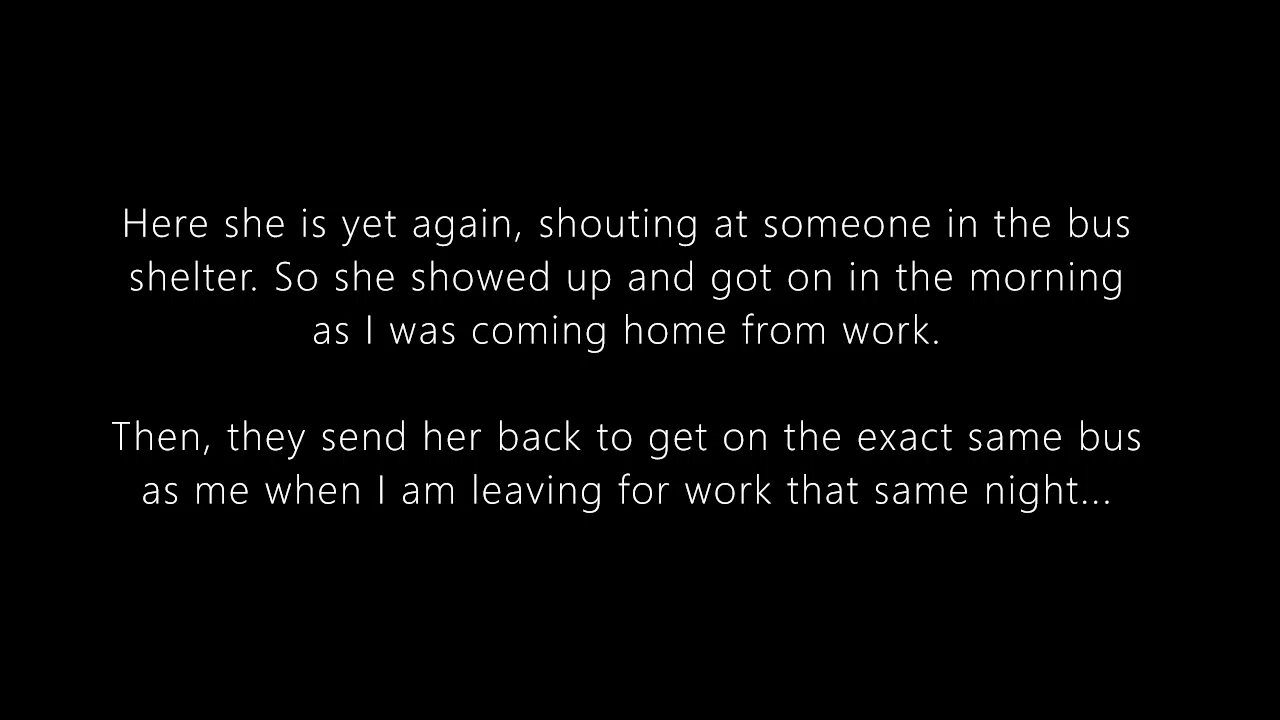 Here she is yet again, shouting at someone in the bus
shelter. So she showed up and got on in the morning
as I was coming home from work.
Then, they send her back to get on the exact same bus
as me when I am leaving for work that same night...